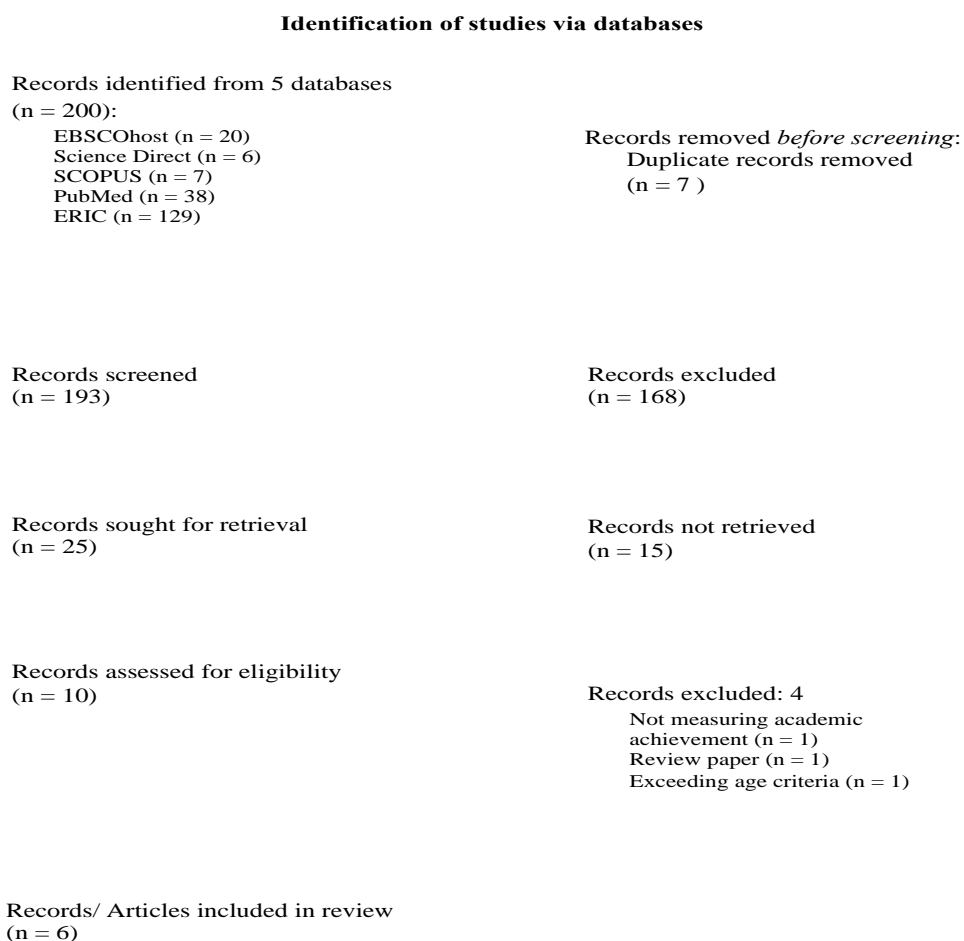 Identification of studies via databases
Records identified from 5 databases
(n = 200):
EBSCOhost (n = 20)
Science Direct (n = 6)
SCOPUS (n = 7)
PubMed (n = 38)
ERIC (n = 129)
Records removed before screening:
Duplicate records removed
(n = 7 )
Records screened
(n = 193)
Records excluded
(n = 168)
Records sought for retrieval
(n = 25)
Records not retrieved
(n = 15)
Records assessed for eligibility
(n = 10)
Records excluded: 4
Not measuring academic
achievement (n = 1)
Review paper (n = 1)
Exceeding age criteria (n = 1)
Records/ Articles included in review
(n = 6)